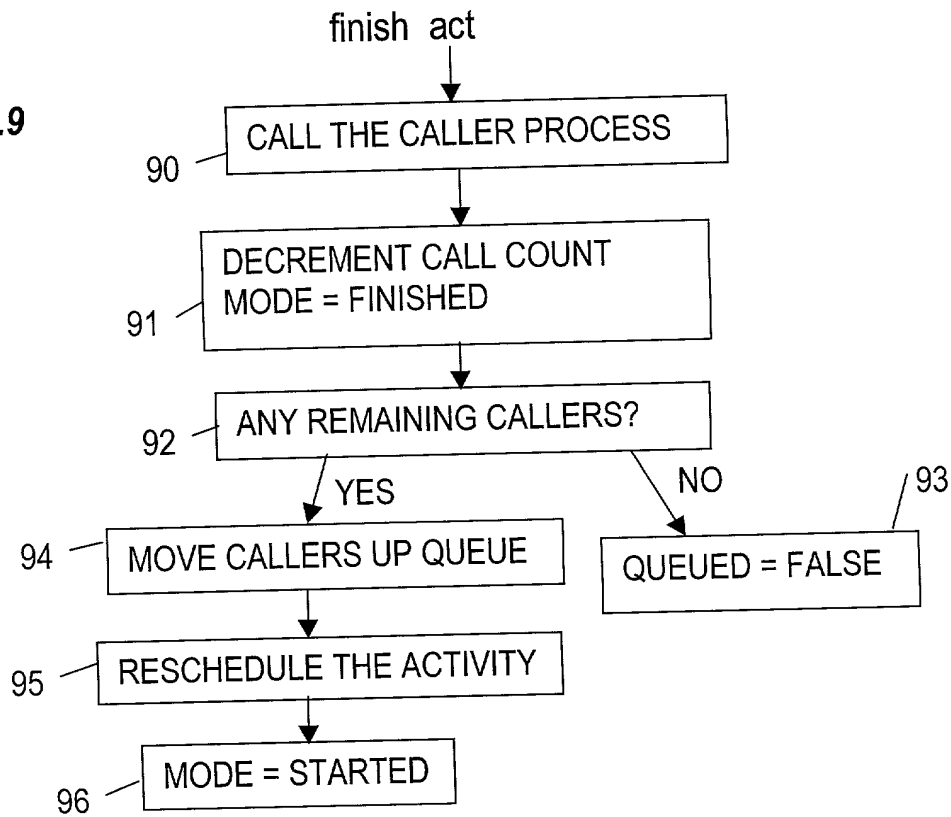 finish act
.9
CALL THE CALLER PROCESS
90
DECREMENT CALL COUNT
MODE = FINISHED
91
ANY REMAINING CALLERS?
92
YES
NO
93
94
MOVE CALLERS UP QUEUE
QUEUED = FALSE
95
RESCHEDULE THE ACTIVITY
96
MODE = STARTED